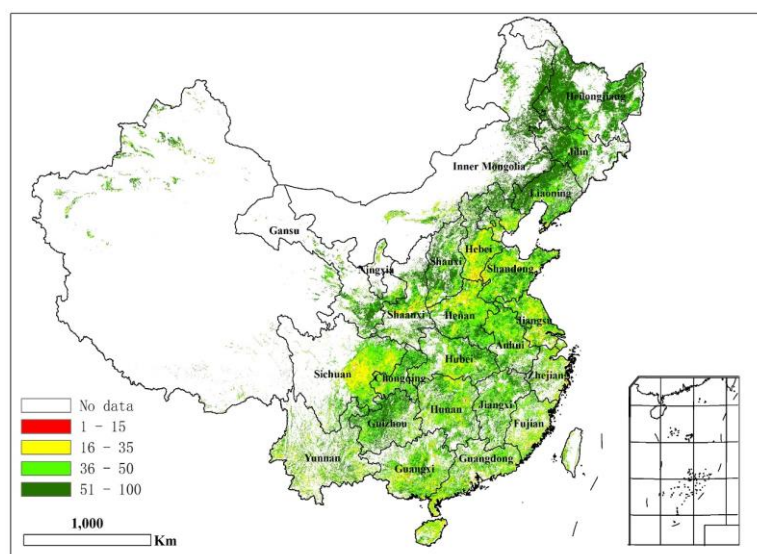 Heilongjiang
Jilin
Inner Mongolia
Liaoning
Gansu
Hebei
Ningxia
Shanxi
Shandong
Shaanxi
Henan
Jiangsu
Anhui
Hubei
Sichuan
Chongqing
Zhejiang
Hunan
Jiangxi
Guizhou
Fujian
Yunnan
Guangxi
Guangdong
No data
1 - 15
16 - 35
36 - 50
51 - 100
1,000
Km